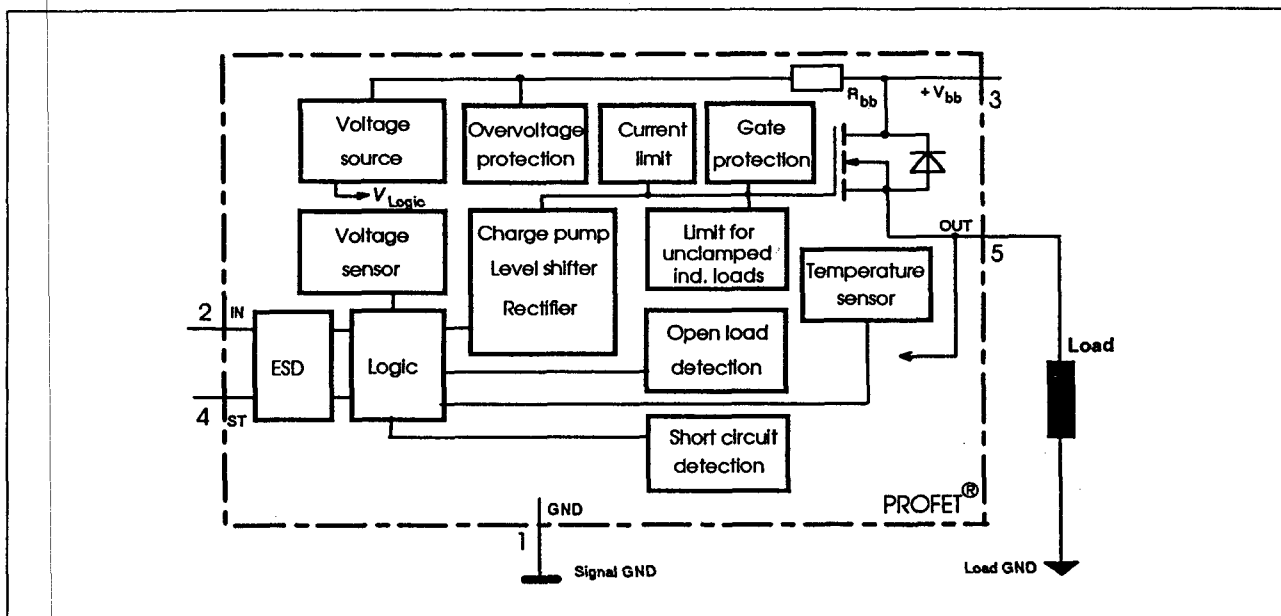 R_bb
+ V_bb
3
Voltage
source
Overvoltage
protection
Current
limit
Gate
protection
V_Logic
Voltage
sensor
Charge pump
Level shifter
Rectifier
Limit for
unclamped
ind. loads
OUT
5
Temperature
sensor
2
IN
ESD
Logic
Open load
detection
Load
4
ST
Short circuit
detection
PROFET®
GND
1
Signal GND
Load GND